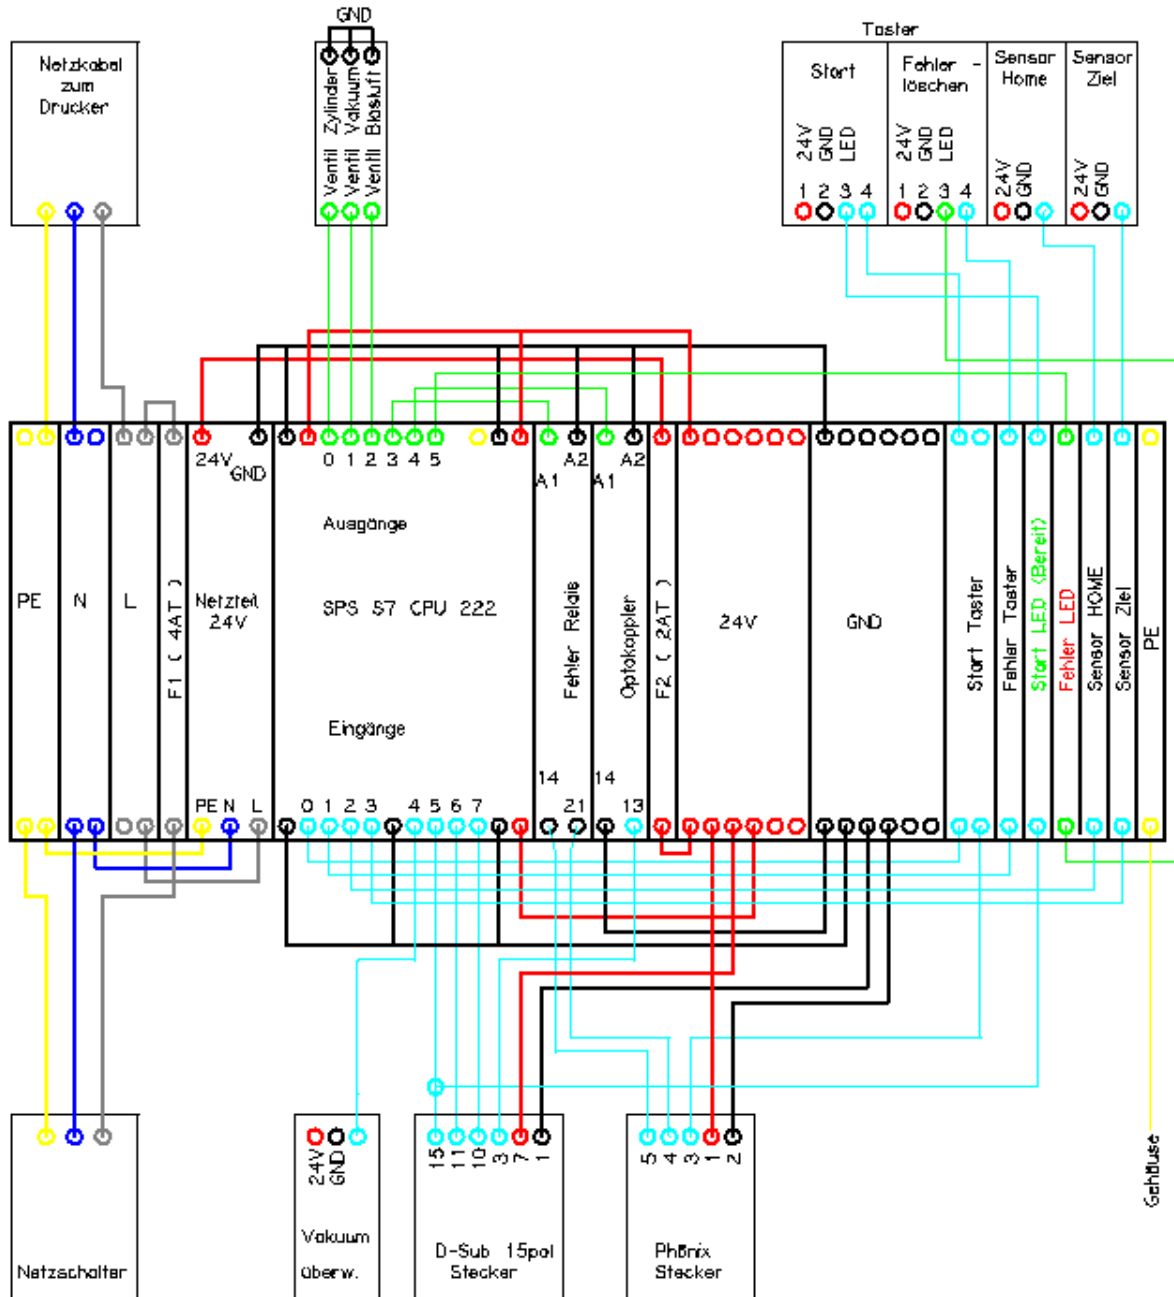 GND
Taster
Netzkabel
zum
Drucker
Ventil Zylinder
Ventil Vakuum
Ventil Blasluft
Start
24V
GND
LED
1 2 3 4
Fehler -
löschen
24V
GND
LED
1 2 3 4
Sensor
Home
24V
GND
Sensor
Ziel
24V
GND
24V
GND
0 1 2 3 4 5
A1
A2
A1
A2
Ausgänge
PE
N
L
F1 ( 4AT )
Netzteil
24V
SPS S7 CPU 222
Fehler Relais
Optokoppler
F2 ( 2AT )
24V
GND
Start Taster
Fehler Taster
Start LED (Bereit)
Fehler LED
Sensor HOME
Sensor Ziel
PE
Eingänge
PE N L
0 1 2 3 4 5 6 7
14
21
14
13
Gehäuse
Netzschalter
24V
GND
Vakuum
überw.
15 11 10 3 7 1
D-Sub 15pol
Stecker
5 4 3 1 2
Phönix
Stecker